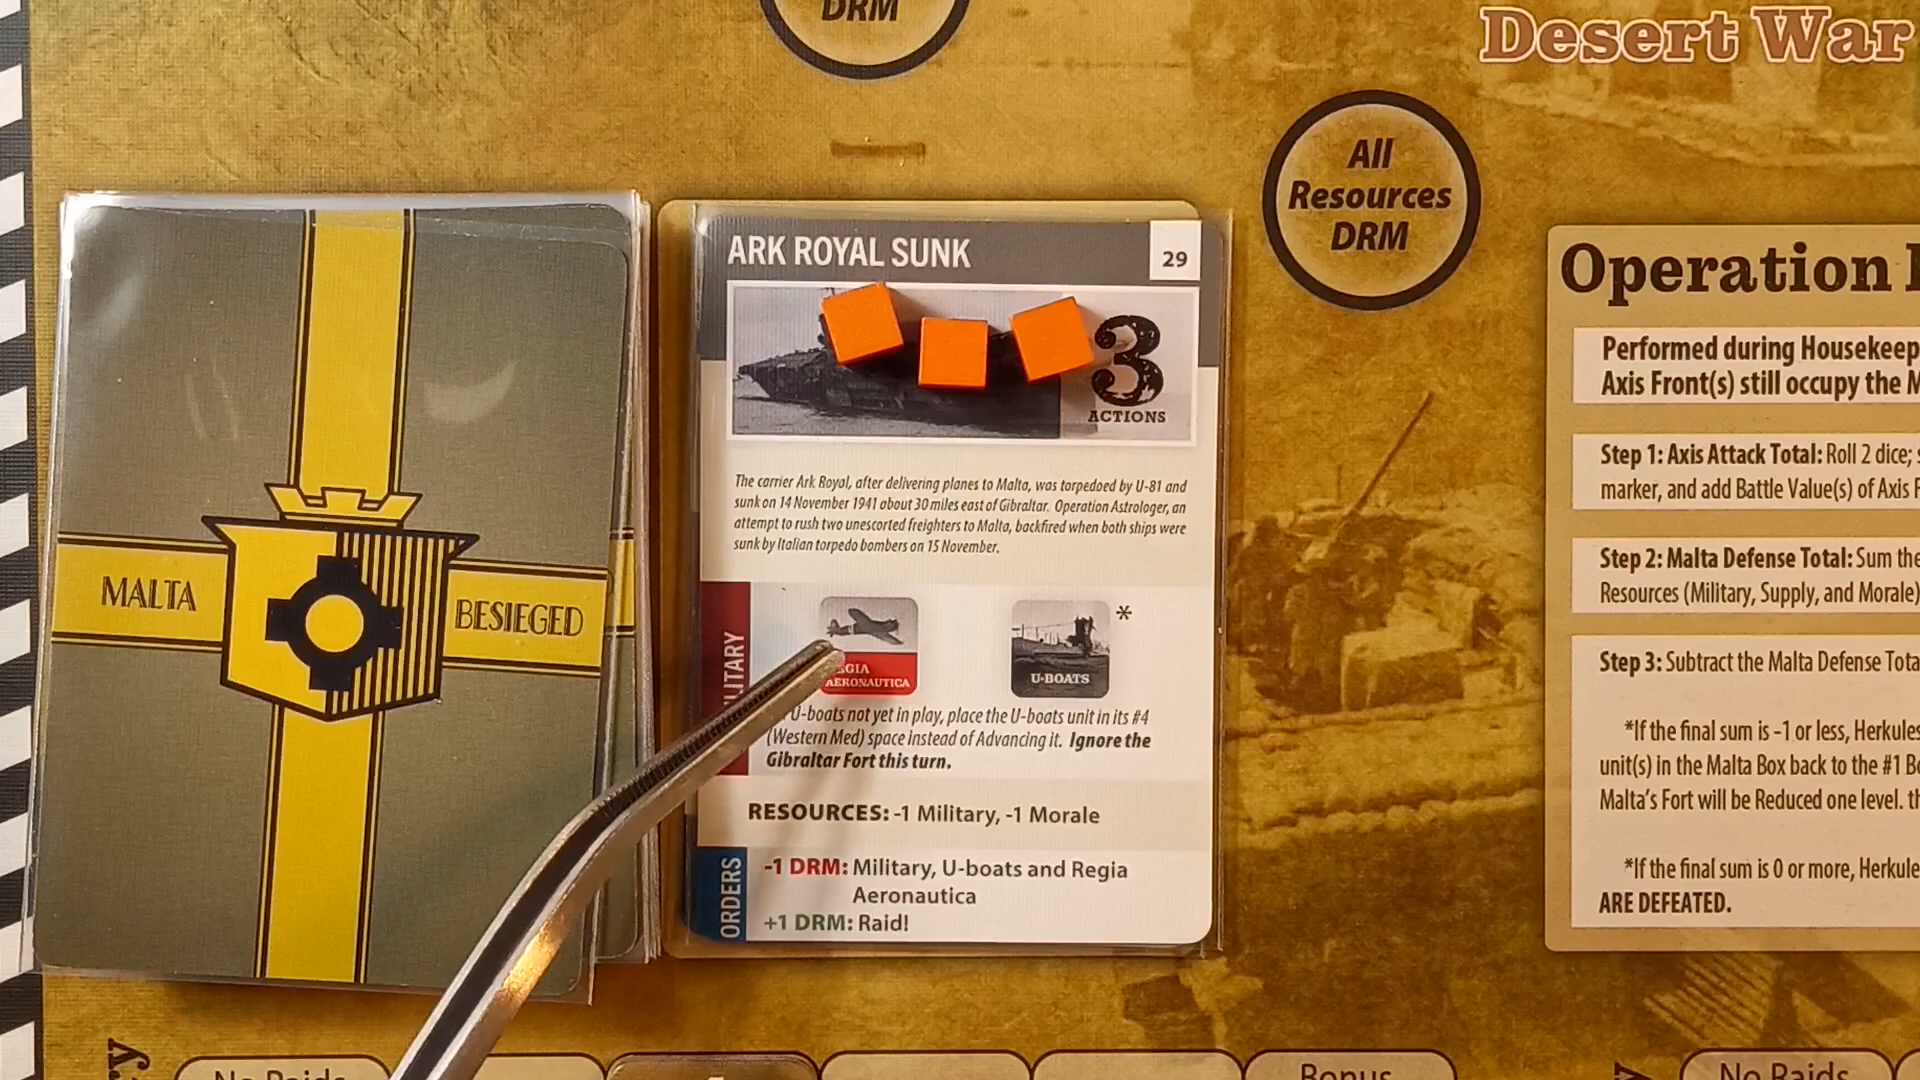 DRM
Desert War
All
Resources
DRM
MALTA
BESIEGED
ARK ROYAL SUNK
29
3
ACTIONS
The carrier Ark Royal, after delivering planes to Malta, was torpedoed by U-81 and
sunk on 14 November 1941 about 30 miles east of Gibraltar. Operation Astrologer, an
attempt to rush two unescorted freighters to Malta, backfired when both ships were
sunk by Italian torpedo bombers on 15 November.
U-BOATS
*
AERONAUTICA
U-boats not yet in play, place the U-boats unit in its #4
(Western Med) space instead of Advancing it. Ignore the
Gibraltar Fort this turn.
RESOURCES: -1 Military, -1 Morale
ORDERS
-1 DRM: Military, U-boats and Regia
Aeronautica
+1 DRM: Raid!
Operation
Performed during
Axis Front(s) still occupy the
Step 1: Axis Attack Total: Roll 2 dice;
marker, and add Battle Value(s) of Axis
Step 2: Malta Defense Total: Sum the
Resources (Military, Supply, and Morale)
Step 3: Subtract the Malta Defense
*If the final sum is -1 or less,
unit(s) in the Malta Box back to the #1
Malta's Fort will be Reduced one level.
*If the final sum is 0 or more,
ARE DEFEATED.
No Raids
Bonus
No Raids